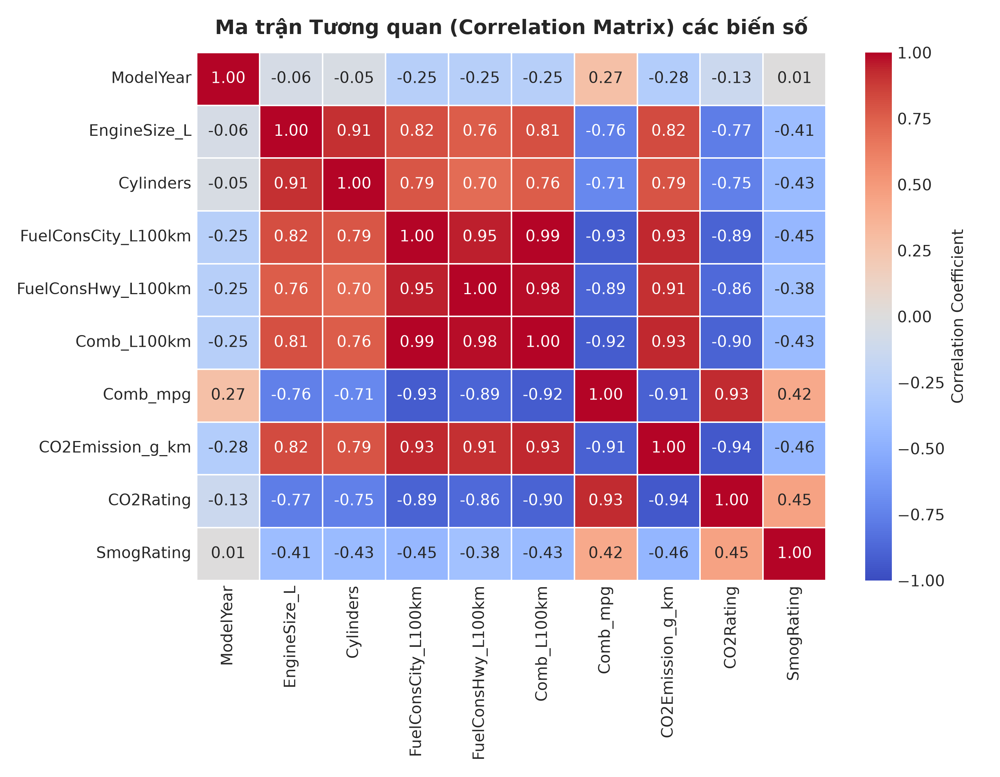 Ma trận Tương quan (Correlation Matrix) các biến số
ModelYear 1.00 -0.06 -0.05 -0.25 -0.25 -0.25 0.27 -0.28 -0.13 0.01
EngineSize_L -0.06 1.00 0.91 0.82 0.76 0.81 -0.76 0.82 -0.77 -0.41
Cylinders -0.05 0.91 1.00 0.79 0.70 0.76 -0.71 0.79 -0.75 -0.43
FuelConsCity_L100km -0.25 0.82 0.79 1.00 0.95 0.99 -0.93 0.93 -0.89 -0.45
FuelConsHwy_L100km -0.25 0.76 0.70 0.95 1.00 0.98 -0.89 0.91 -0.86 -0.38
Comb_L100km -0.25 0.81 0.76 0.99 0.98 1.00 -0.92 0.93 -0.90 -0.43
Comb_mpg 0.27 -0.76 -0.71 -0.93 -0.89 -0.92 1.00 -0.91 0.93 0.42
CO2Emission_g_km -0.28 0.82 0.79 0.93 0.91 0.93 -0.91 1.00 -0.94 -0.46
CO2Rating -0.13 -0.77 -0.75 -0.89 -0.86 -0.90 0.93 -0.94 1.00 0.45
SmogRating 0.01 -0.41 -0.43 -0.45 -0.38 -0.43 0.42 -0.46 0.45 1.00
ModelYear
EngineSize_L
Cylinders
FuelConsCity_L100km
FuelConsHwy_L100km
Comb_L100km
Comb_mpg
CO2Emission_g_km
CO2Rating
SmogRating
1.00
0.75
0.50
0.25
0.00
−0.25
−0.50
−0.75
−1.00
Correlation Coefficient